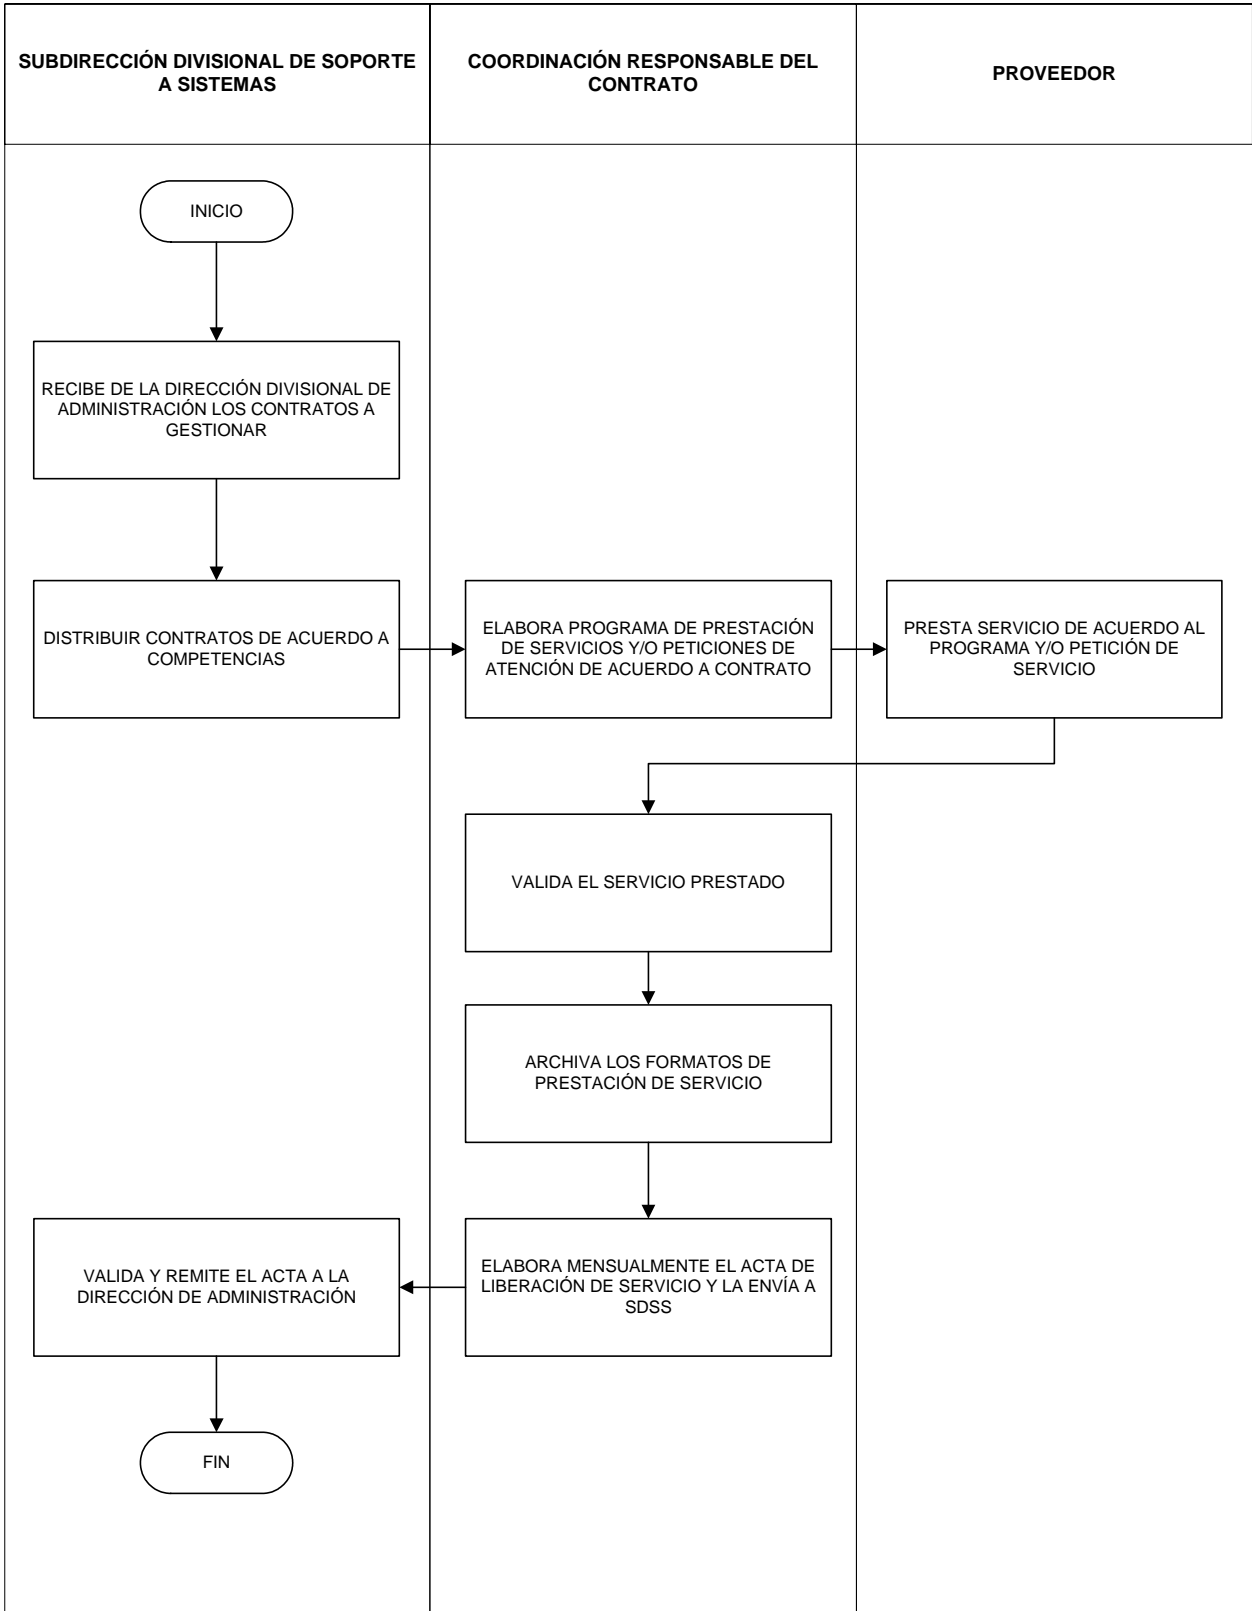 SUBDIRECCIÓN DIVISIONAL DE SOPORTE
A SISTEMAS
COORDINACIÓN RESPONSABLE DEL
CONTRATO
PROVEEDOR
INICIO
RECIBE DE LA DIRECCIÓN DIVISIONAL DE
ADMINISTRACIÓN LOS CONTRATOS A
GESTIONAR
DISTRIBUIR CONTRATOS DE ACUERDO A
COMPETENCIAS
ELABORA PROGRAMA DE PRESTACIÓN
DE SERVICIOS Y/O PETICIONES DE
ATENCIÓN DE ACUERDO A CONTRATO
PRESTA SERVICIO DE ACUERDO AL
PROGRAMA Y/O PETICIÓN DE
SERVICIO
VALIDA EL SERVICIO PRESTADO
ARCHIVA LOS FORMATOS DE
PRESTACIÓN DE SERVICIO
ELABORA MENSUALMENTE EL ACTA DE
LIBERACIÓN DE SERVICIO Y LA ENVÍA A
SDSS
VALIDA Y REMITE EL ACTA A LA
DIRECCIÓN DE ADMINISTRACIÓN
FIN